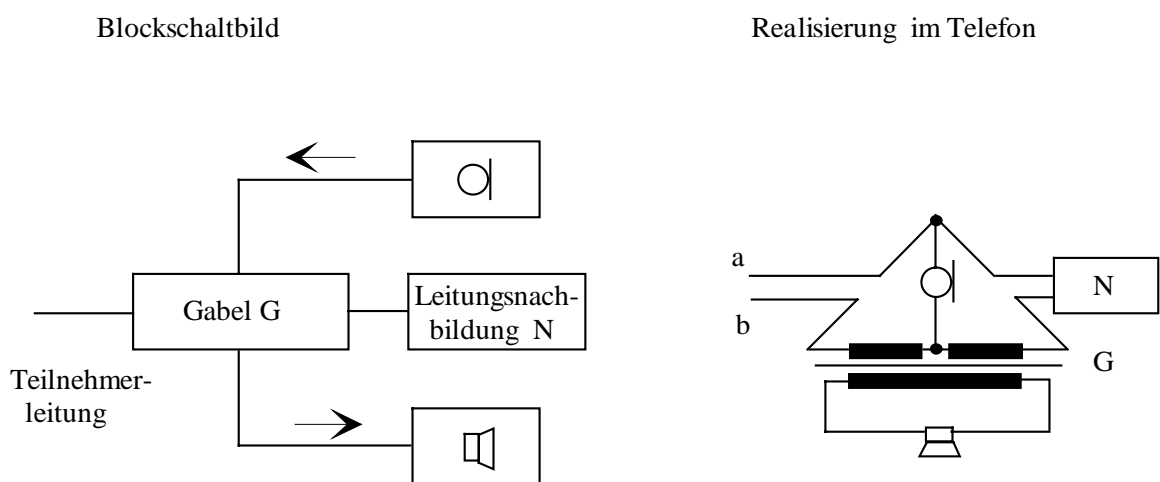 Blockschaltbild
Realisierung im Telefon
Gabel G
Leitungsnach-
bildung N
Teilnehmer-
leitung
a
b
N
G